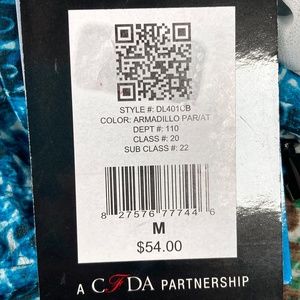 STYLE #: DL401CB
COLOR: ARMADILLO PAR/AT
DEPT #: 110
CLASS #: 20
SUB CLASS #: 22
8 27576 77744 6
M
$54.00
A CFDA PARTNERSHIP